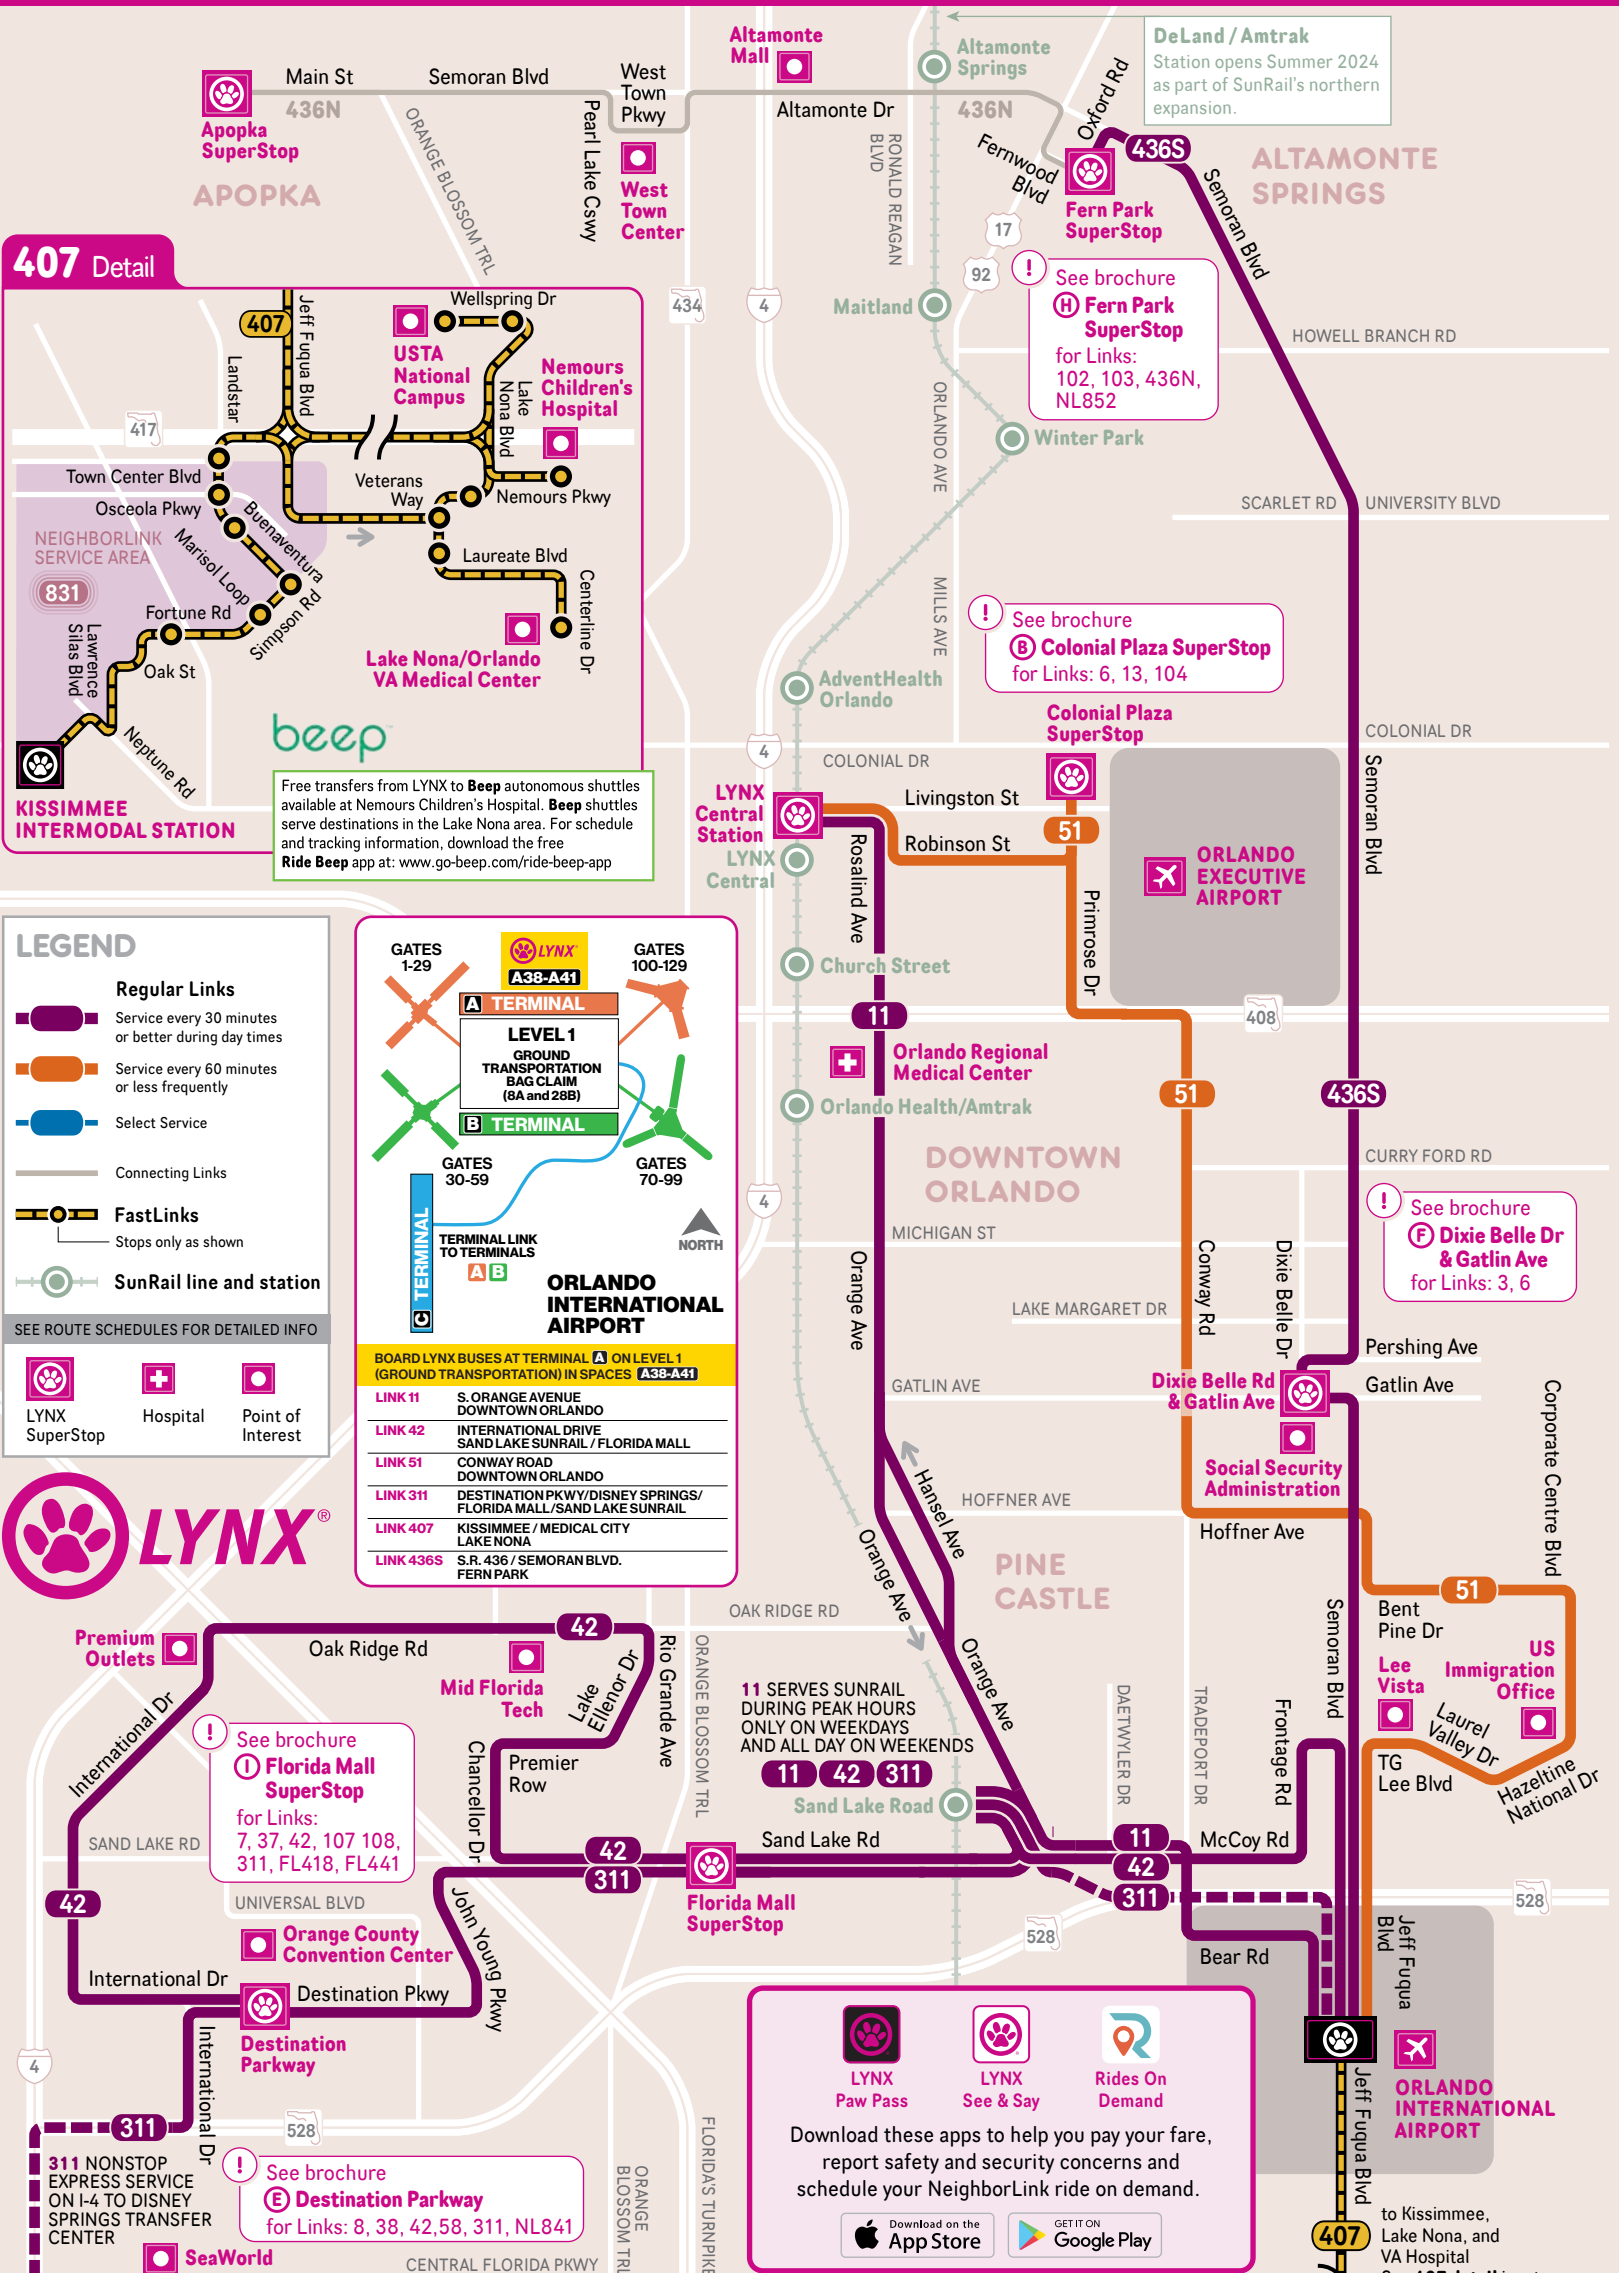 Altamonte
Mall
Altamonte
Springs
DeLand / Amtrak
Station opens Summer 2024
as part of SunRail's northern
expansion.
Main St
Semoran Blvd
West
Town
Pkwy
436N
Altamonte Dr
436N
Oxford Rd
Apopka
SuperStop
APOPKA
ORANGE BLOSSOM TRL
Pearl Lake Cswy
West
Town
Center
RONALD REAGAN
BLVD
Fernwood
Blvd
436S
Semoran Blvd
ALTAMONTE
SPRINGS
Fern Park
SuperStop
17
92
434
4
Maitland
!
See brochure
H Fern Park
SuperStop
for Links:
102, 103, 436N,
NL852
HOWELL BRANCH RD
ORLANDO AVE
Winter Park
SCARLET RD
UNIVERSITY BLVD
407 Detail
407
Jeff Fuqua Blvd
Wellspring Dr
USTA
National
Campus
Landstar
Lake
Nona Blvd
Nemours
Children's
Hospital
417
Town Center Blvd
Osceola Pkwy
Veterans
Way
Nemours Pkwy
NEIGHBORLINK
SERVICE AREA
831
Buenaventura
Marisol Loop
Laureate Blvd
Centerline Dr
Fortune Rd
Simpson Rd
Lawrence
Silas Blvd
Oak St
Lake Nona/Orlando
VA Medical Center
Neptune Rd
KISSIMMEE
INTERMODAL STATION
beep
Free transfers from LYNX to Beep autonomous shuttles
available at Nemours Children's Hospital. Beep shuttles
serve destinations in the Lake Nona area. For schedule
and tracking information, download the free
Ride Beep app at: www.go-beep.com/ride-beep-app
MILLS AVE
!
See brochure
B Colonial Plaza SuperStop
for Links: 6, 13, 104
AdventHealth
Orlando
Colonial Plaza
SuperStop
4
COLONIAL DR
COLONIAL DR
Semoran Blvd
LYNX
Central
Station
LYNX
Central
Livingston St
Robinson St
51
Rosalind Ave
Primrose Dr
ORLANDO
EXECUTIVE
AIRPORT
Church Street
11
408
Orlando Regional
Medical Center
Orlando Health/Amtrak
51
436S
DOWNTOWN
ORLANDO
CURRY FORD RD
4
MICHIGAN ST
!
See brochure
F Dixie Belle Dr
& Gatlin Ave
for Links: 3, 6
Orange Ave
Conway Rd
Dixie Belle Dr
LAKE MARGARET DR
Pershing Ave
GATLIN AVE
Gatlin Ave
Dixie Belle Rd
& Gatlin Ave
Social Security
Administration
Corporate Centre Blvd
LEGEND
Regular Links
Service every 30 minutes
or better during day times
Service every 60 minutes
or less frequently
Select Service
Connecting Links
FastLinks
Stops only as shown
SunRail line and station
SEE ROUTE SCHEDULES FOR DETAILED INFO
LYNX
SuperStop
Hospital
Point of
Interest
LYNX®
GATES
1-29
LYNX
A38-A41
GATES
100-129
A TERMINAL
LEVEL 1
GROUND
TRANSPORTATION
BAG CLAIM
(8A and 28B)
B TERMINAL
GATES
30-59
GATES
70-99
C TERMINAL
TERMINAL LINK
TO TERMINALS
A B
NORTH
ORLANDO
INTERNATIONAL
AIRPORT
BOARD LYNX BUSES AT TERMINAL A ON LEVEL 1
(GROUND TRANSPORTATION) IN SPACES A38-A41
LINK 11 S. ORANGE AVENUE
DOWNTOWN ORLANDO
LINK 42 INTERNATIONAL DRIVE
SAND LAKE SUNRAIL / FLORIDA MALL
LINK 51 CONWAY ROAD
DOWNTOWN ORLANDO
LINK 311 DESTINATION PKWY/DISNEY SPRINGS/
FLORIDA MALL/SAND LAKE SUNRAIL
LINK 407 KISSIMMEE / MEDICAL CITY
LAKE NONA
LINK 436S S.R. 436 / SEMORAN BLVD.
FERN PARK
Hansel Ave
HOFFNER AVE
Hoffner Ave
Orange Ave
PINE
CASTLE
OAK RIDGE RD
Orange Ave
51
Bent
Pine Dr
Semoran Blvd
Lee
Vista
US
Immigration
Office
Laurel
Valley Dr
TG
Lee Blvd
Hazeltine
National Dr
Frontage Rd
DAETWYLER DR
TRADEPORT DR
Premium
Outlets
Oak Ridge Rd
42
Mid Florida
Tech
Lake
Ellenor Dr
Rio Grande Ave
ORANGE BLOSSOM TRL
International Dr
!
See brochure
I Florida Mall
SuperStop
for Links:
7, 37, 42, 107 108,
311, FL418, FL441
Chancellor Dr
Premier
Row
11 SERVES SUNRAIL
DURING PEAK HOURS
ONLY ON WEEKDAYS
AND ALL DAY ON WEEKENDS
11
42
311
Sand Lake Road
SAND LAKE RD
Sand Lake Rd
42
311
11
42
311
McCoy Rd
Florida Mall
SuperStop
42
UNIVERSAL BLVD
Orange County
Convention Center
John Young Pkwy
528
528
Bear Rd
Jeff Fuqua
Blvd
International Dr
Destination Pkwy
Destination
Parkway
4
International Dr
311
528
311 NONSTOP
EXPRESS SERVICE
ON I-4 TO DISNEY
SPRINGS TRANSFER
CENTER
!
See brochure
E Destination Parkway
for Links: 8, 38, 42,58, 311, NL841
SeaWorld
CENTRAL FLORIDA PKWY
ORANGE
BLOSSOM TRL
FLORIDA'S TURNPIKE
LYNX
Paw Pass
LYNX
See & Say
Rides On
Demand
Download these apps to help you pay your fare,
report safety and security concerns and
schedule your NeighborLink ride on demand.
Download on the
App Store
GET IT ON
Google Play
ORLANDO
INTERNATIONAL
AIRPORT
Jeff Fuqua Blvd
407
to Kissimmee,
Lake Nona, and
VA Hospital